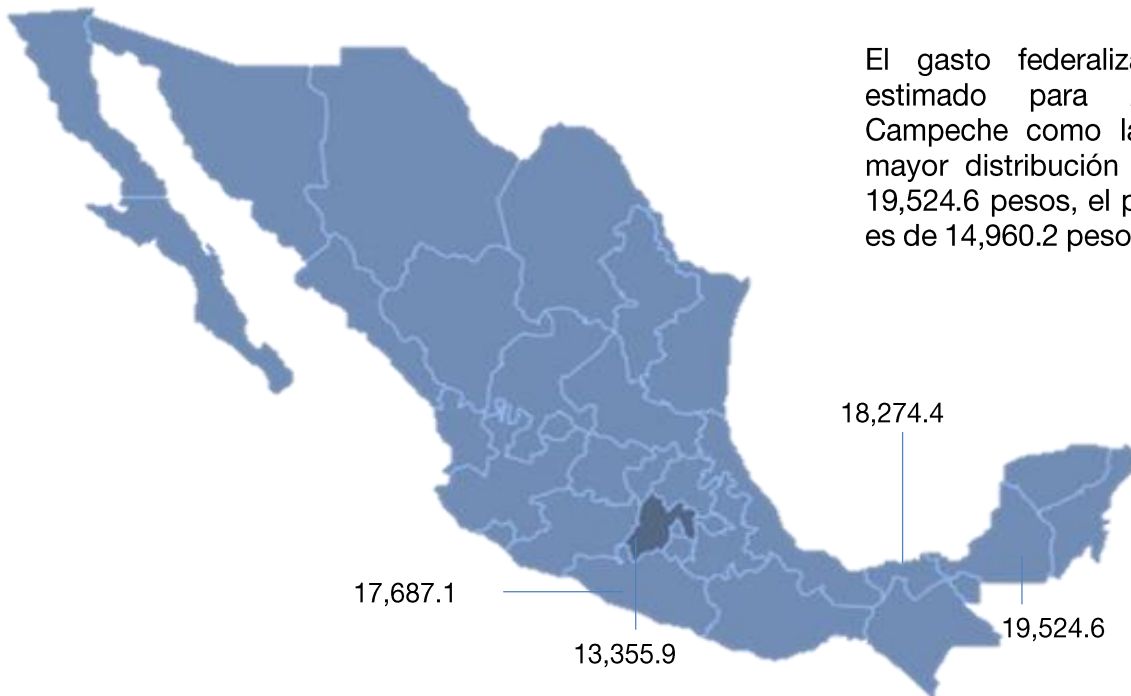 El gasto federaliza
estimado para
Campeche como la
mayor distribución
19,524.6 pesos, el p
es de 14,960.2 peso
18,274.4
17,687.1
19,524.6
13,355.9